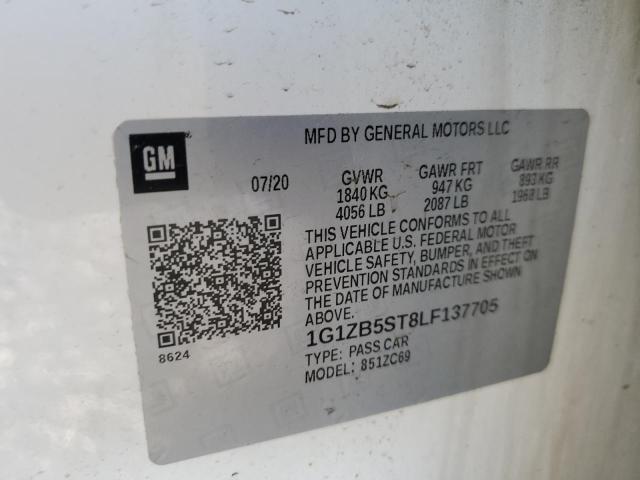 GM
MFD BY GENERAL MOTORS LLC
07/20 GVWR GAWR FRT GAWR RR
1840 KG 947 KG 893 KG
4056 LB 2087 LB 1968 LB
THIS VEHICLE CONFORMS TO ALL
APPLICABLE U.S. FEDERAL MOTOR
VEHICLE SAFETY, BUMPER, AND THEFT
PREVENTION STANDARDS IN EFFECT ON
THE DATE OF MANUFACTURE SHOWN
ABOVE.
1G1ZB5ST8LF137705
TYPE: PASS CAR
MODEL: 851ZC69
8624